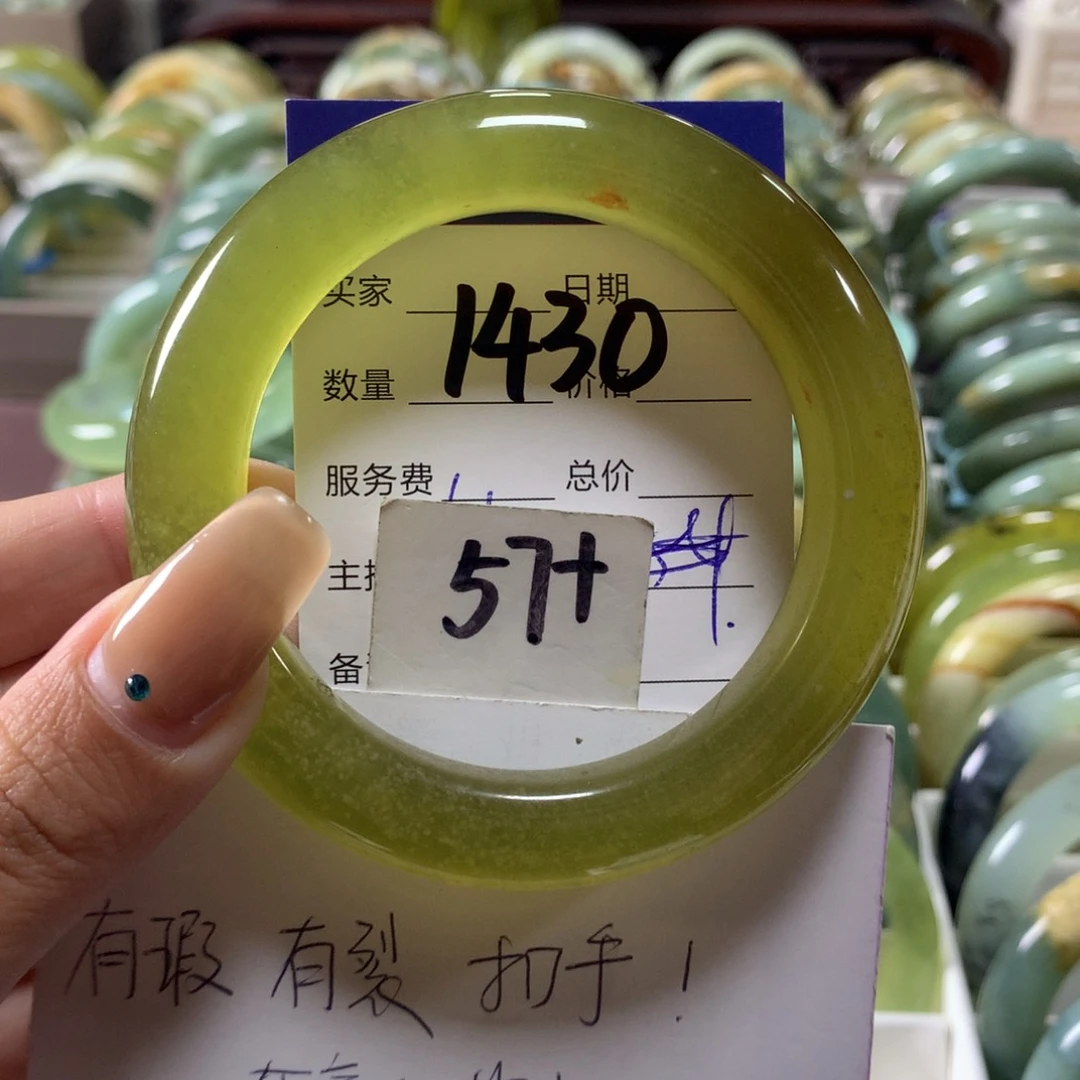 买家 日期
1430
数量 价格
服务费 总价
57+
主
备
有瑕 有裂 扣手！